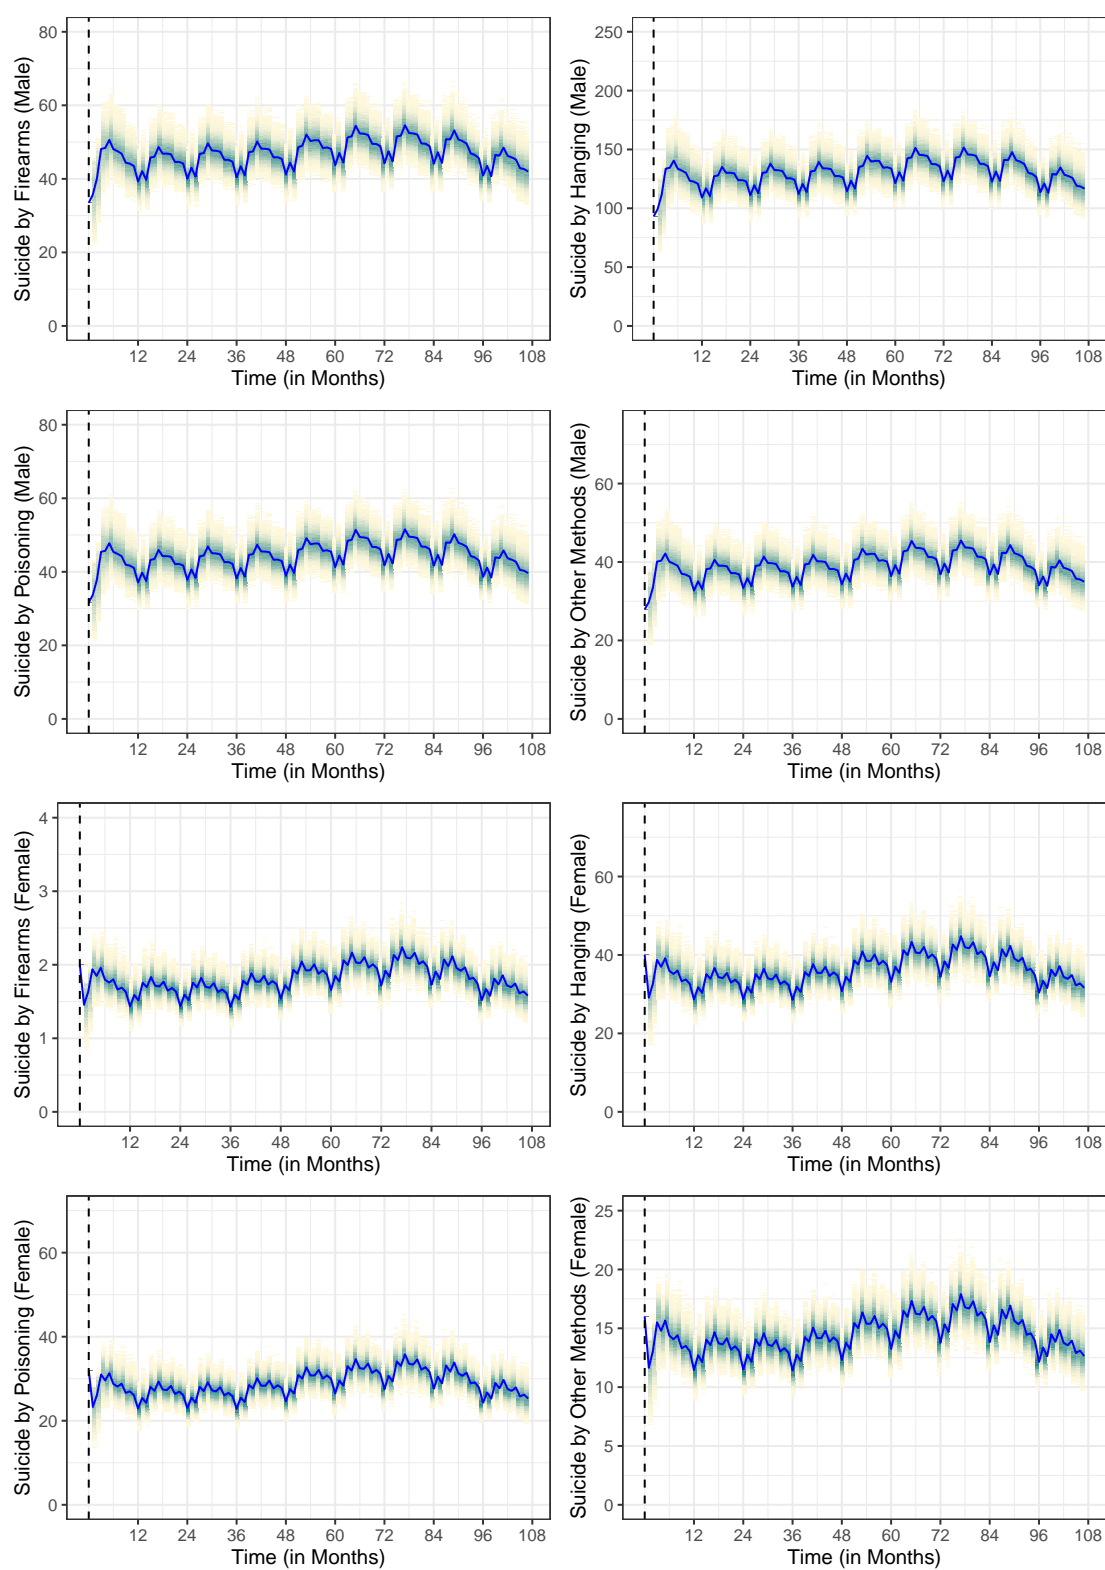 Suicide by Firearms (Male)
80
60
40
20
0
12 24 36 48 60 72 84 96 108
Time (in Months)
Suicide by Hanging (Male)
250
200
150
100
50
0
12 24 36 48 60 72 84 96 108
Time (in Months)
Suicide by Poisoning (Male)
80
60
40
20
0
12 24 36 48 60 72 84 96 108
Time (in Months)
Suicide by Other Methods (Male)
60
40
20
0
12 24 36 48 60 72 84 96 108
Time (in Months)
Suicide by Firearms (Female)
4
3
2
1
0
12 24 36 48 60 72 84 96 108
Time (in Months)
Suicide by Hanging (Female)
60
40
20
0
12 24 36 48 60 72 84 96 108
Time (in Months)
Suicide by Poisoning (Female)
60
40
20
0
12 24 36 48 60 72 84 96 108
Time (in Months)
Suicide by Other Methods (Female)
25
20
15
10
5
0
12 24 36 48 60 72 84 96 108
Time (in Months)